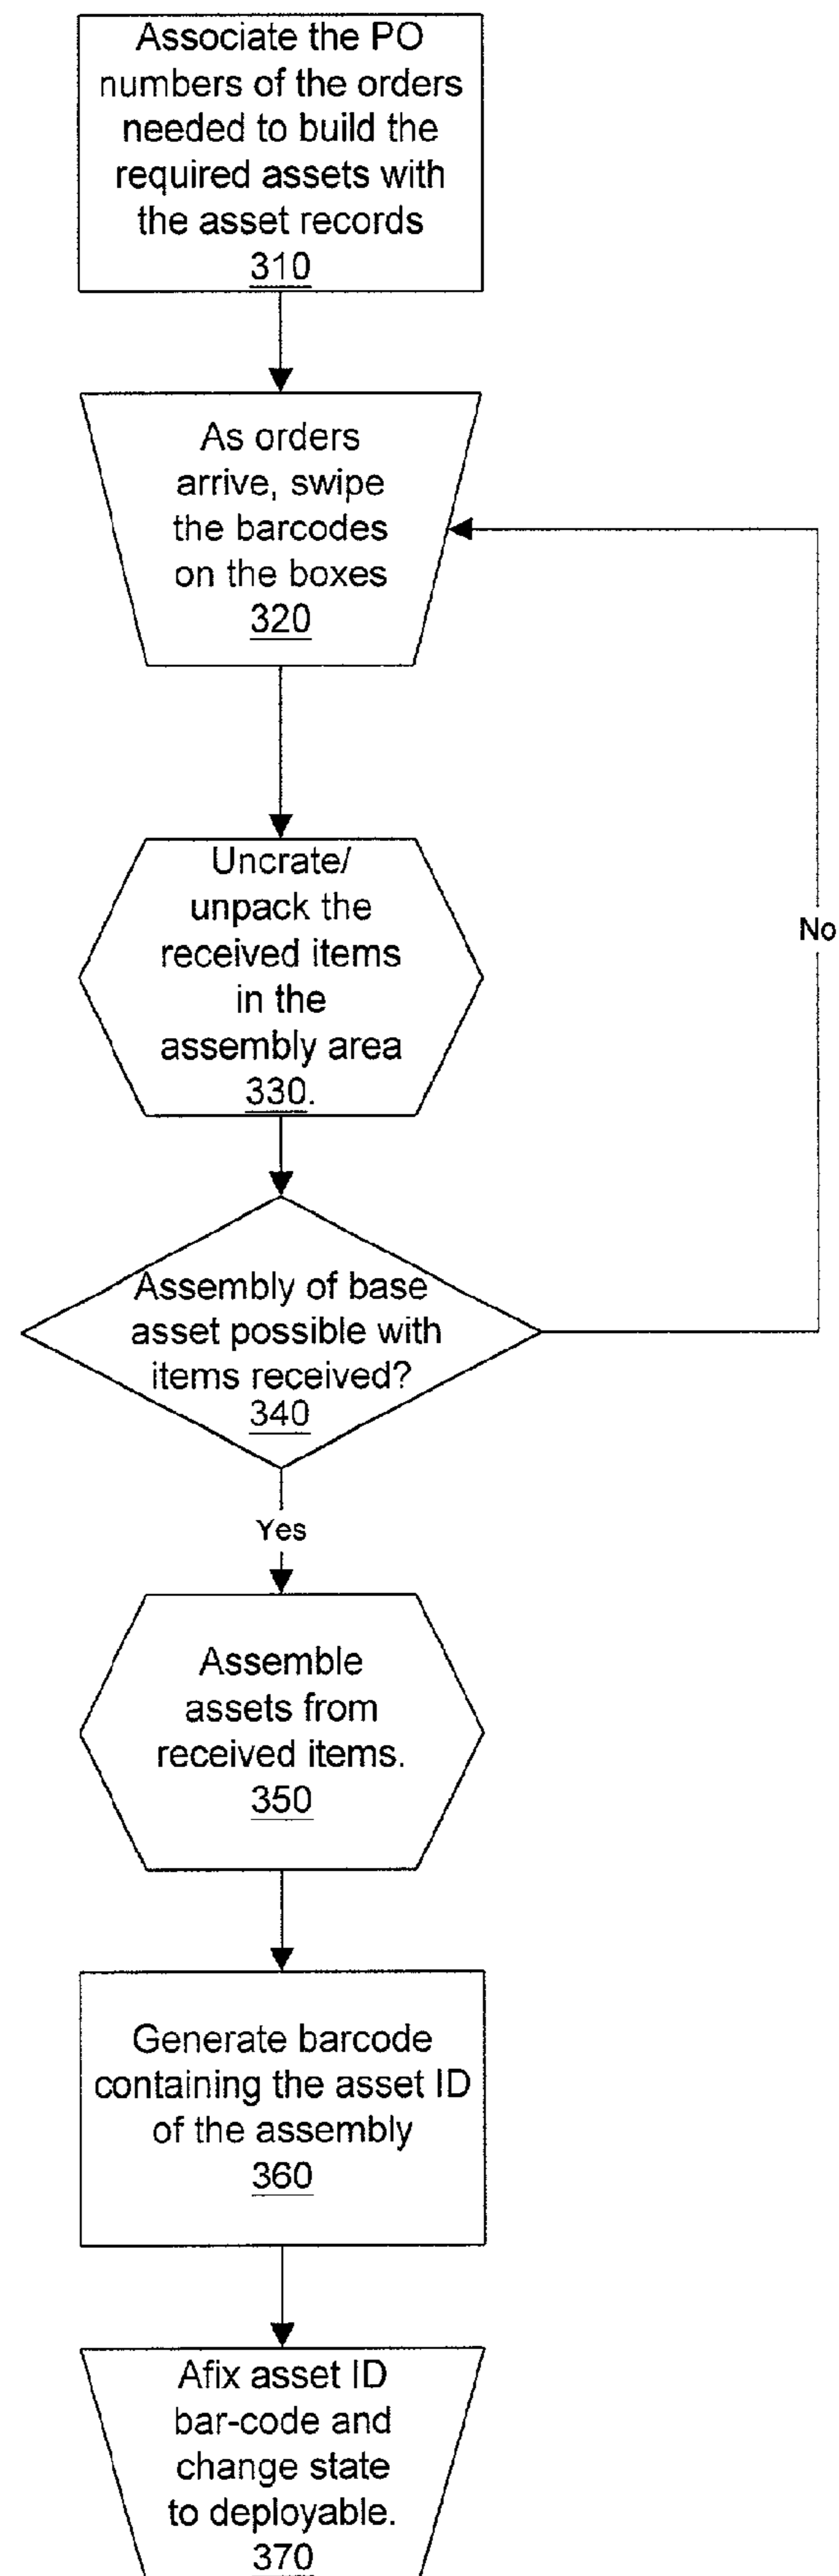 Associate the PO
numbers of the orders
needed to build the
required assets with
the asset records
310
As orders
arrive, swipe
the barcodes
on the boxes
320
Uncrate/
unpack the
received items
in the
assembly area
330.
No
Assembly of base
asset possible with
items received?
340
Yes
Assemble
assets from
received items.
350
Generate barcode
containing the asset ID
of the assembly
360
Afix asset ID
bar-code and
change state
to deployable.
370